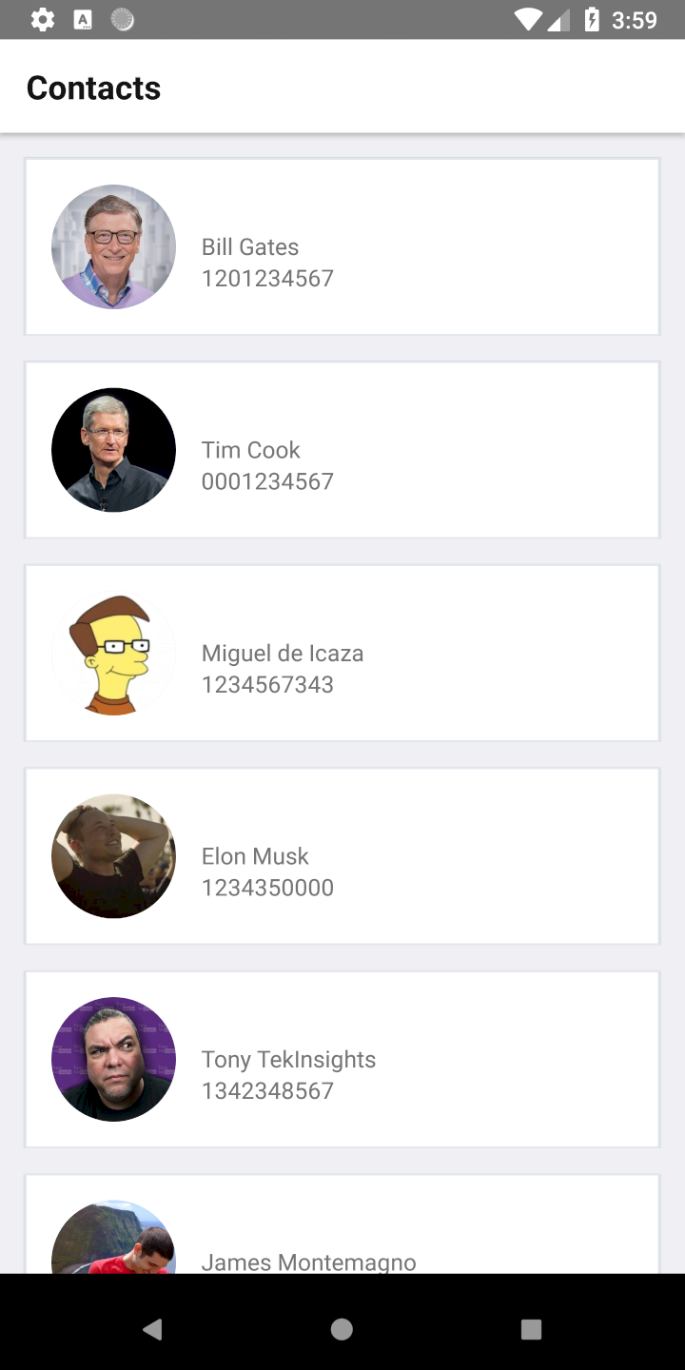 3:59
Contacts
Bill Gates
1201234567
Tim Cook
0001234567
Miguel de Icaza
1234567343
Elon Musk
1234350000
Tony TekInsights
1342348567
James Montemagno